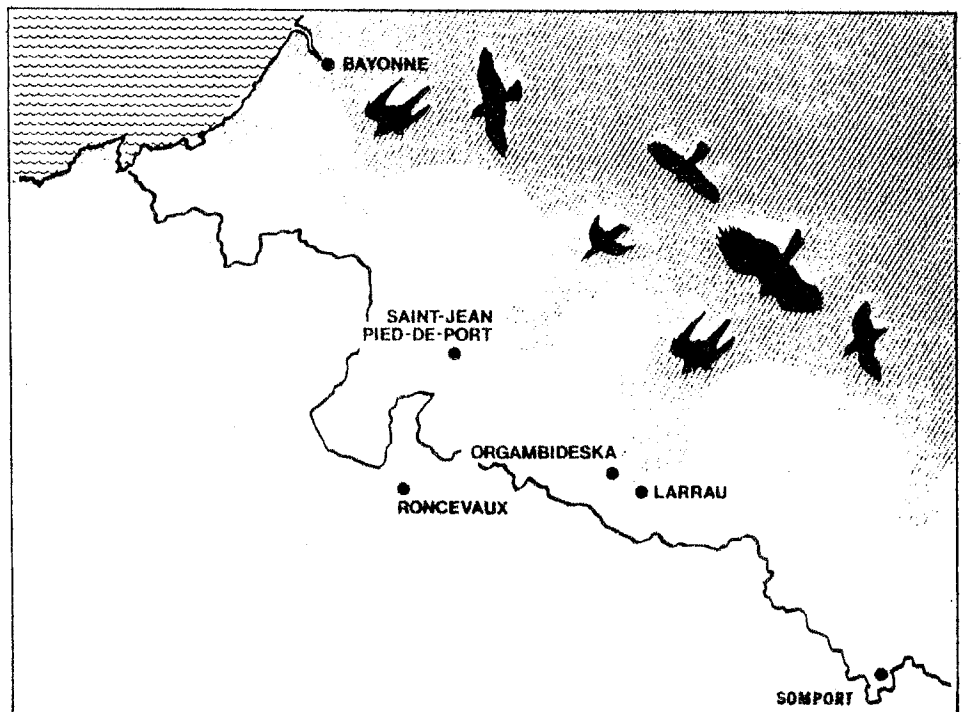 BAYONNE
SAINT-JEAN
PIED-DE-PORT
ORGAMBIDESKA
LARRAU
RONCEVAUX
SOMPORT